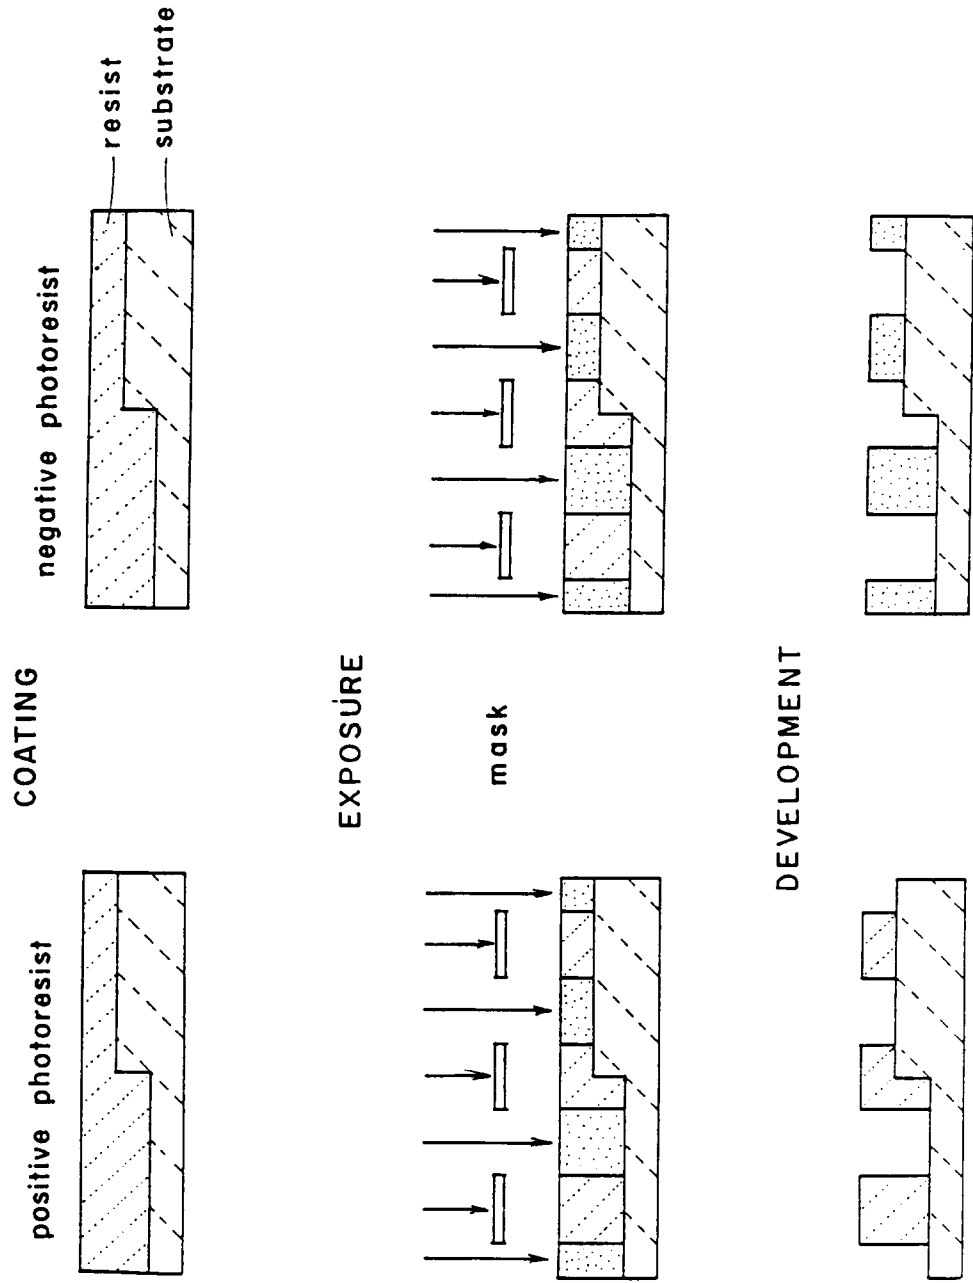 COATING
positive photoresist
negative photoresist
resist
substrate
EXPOSURE
mask
DEVELOPMENT